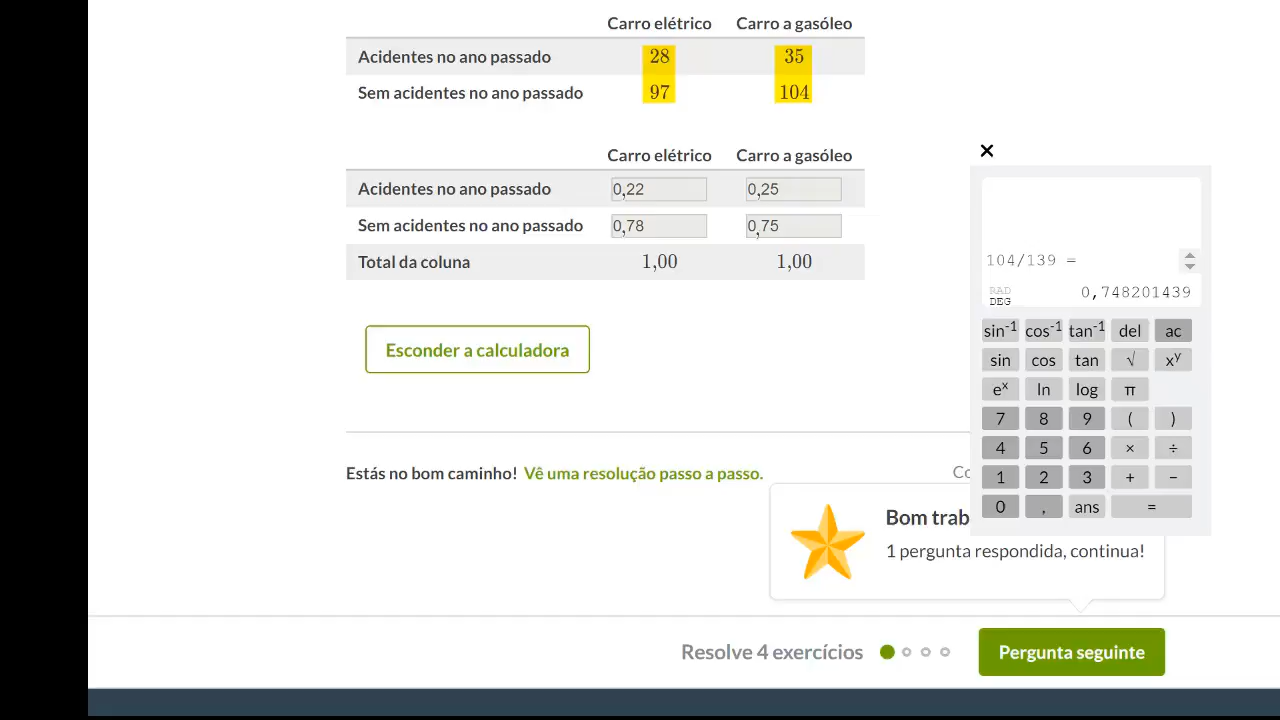 Carro elétrico Carro a gasóleo
Acidentes no ano passado 28 35
Sem acidentes no ano passado 97 104
Carro elétrico Carro a gasóleo
Acidentes no ano passado 0,22 0,25
Sem acidentes no ano passado 0,78 0,75
Total da coluna 1,00 1,00
Esconder a calculadora
Estás no bom caminho! Vê uma resolução passo a passo.
Co
Bom trab
1 pergunta respondida, continua!
Resolve 4 exercícios
Pergunta seguinte
×
104/139 =
RAD
DEG
0,748201439
sin-1 cos-1 tan-1 del ac
sin cos tan √ xy
ex ln log π
7 8 9 ( )
4 5 6 × ÷
1 2 3 + −
0 , ans =